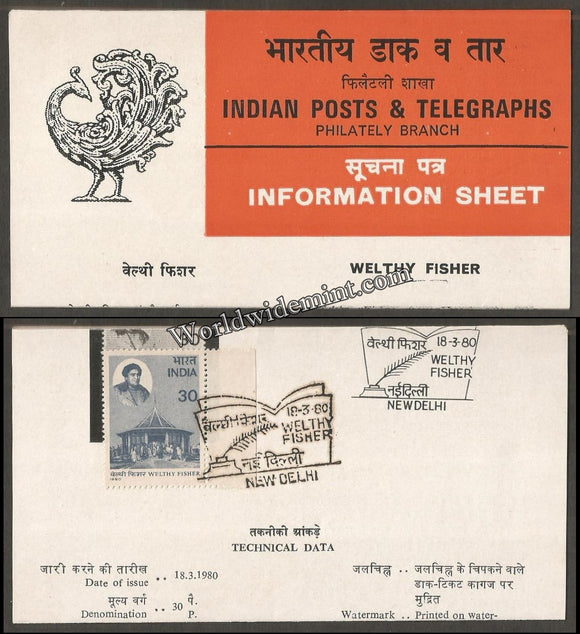 भारतीय डाक व तार
फिलैटली शाखा
INDIAN POSTS & TELEGRAPHS
PHILATELY BRANCH
सूचना पत्र
INFORMATION SHEET
वेल्थी फिशर
WELTHY FISHER
Worldwidemint.com
भारत
INDIA
30
वेल्थी फिशर WELTHY FISHER
1980
वेल्थी फिशर 18-3-80
WELTHY
FISHER
नई दिल्ली
NEW DELHI
वेल्थी फिशर 18-3-80
WELTHY
FISHER
नई दिल्ली
NEW DELHI
तकनीकी आंकड़े
TECHNICAL DATA
जारी करने की तारीख
Date of issue .. 18.3.1980
मूल्य वर्ग
Denomination .. 30 पै.
P.
जलचिह्न .. जलचिह्न के चिपकने वाले
डाक-टिकट कागज पर
मुद्रित
Watermark .. Printed on water-